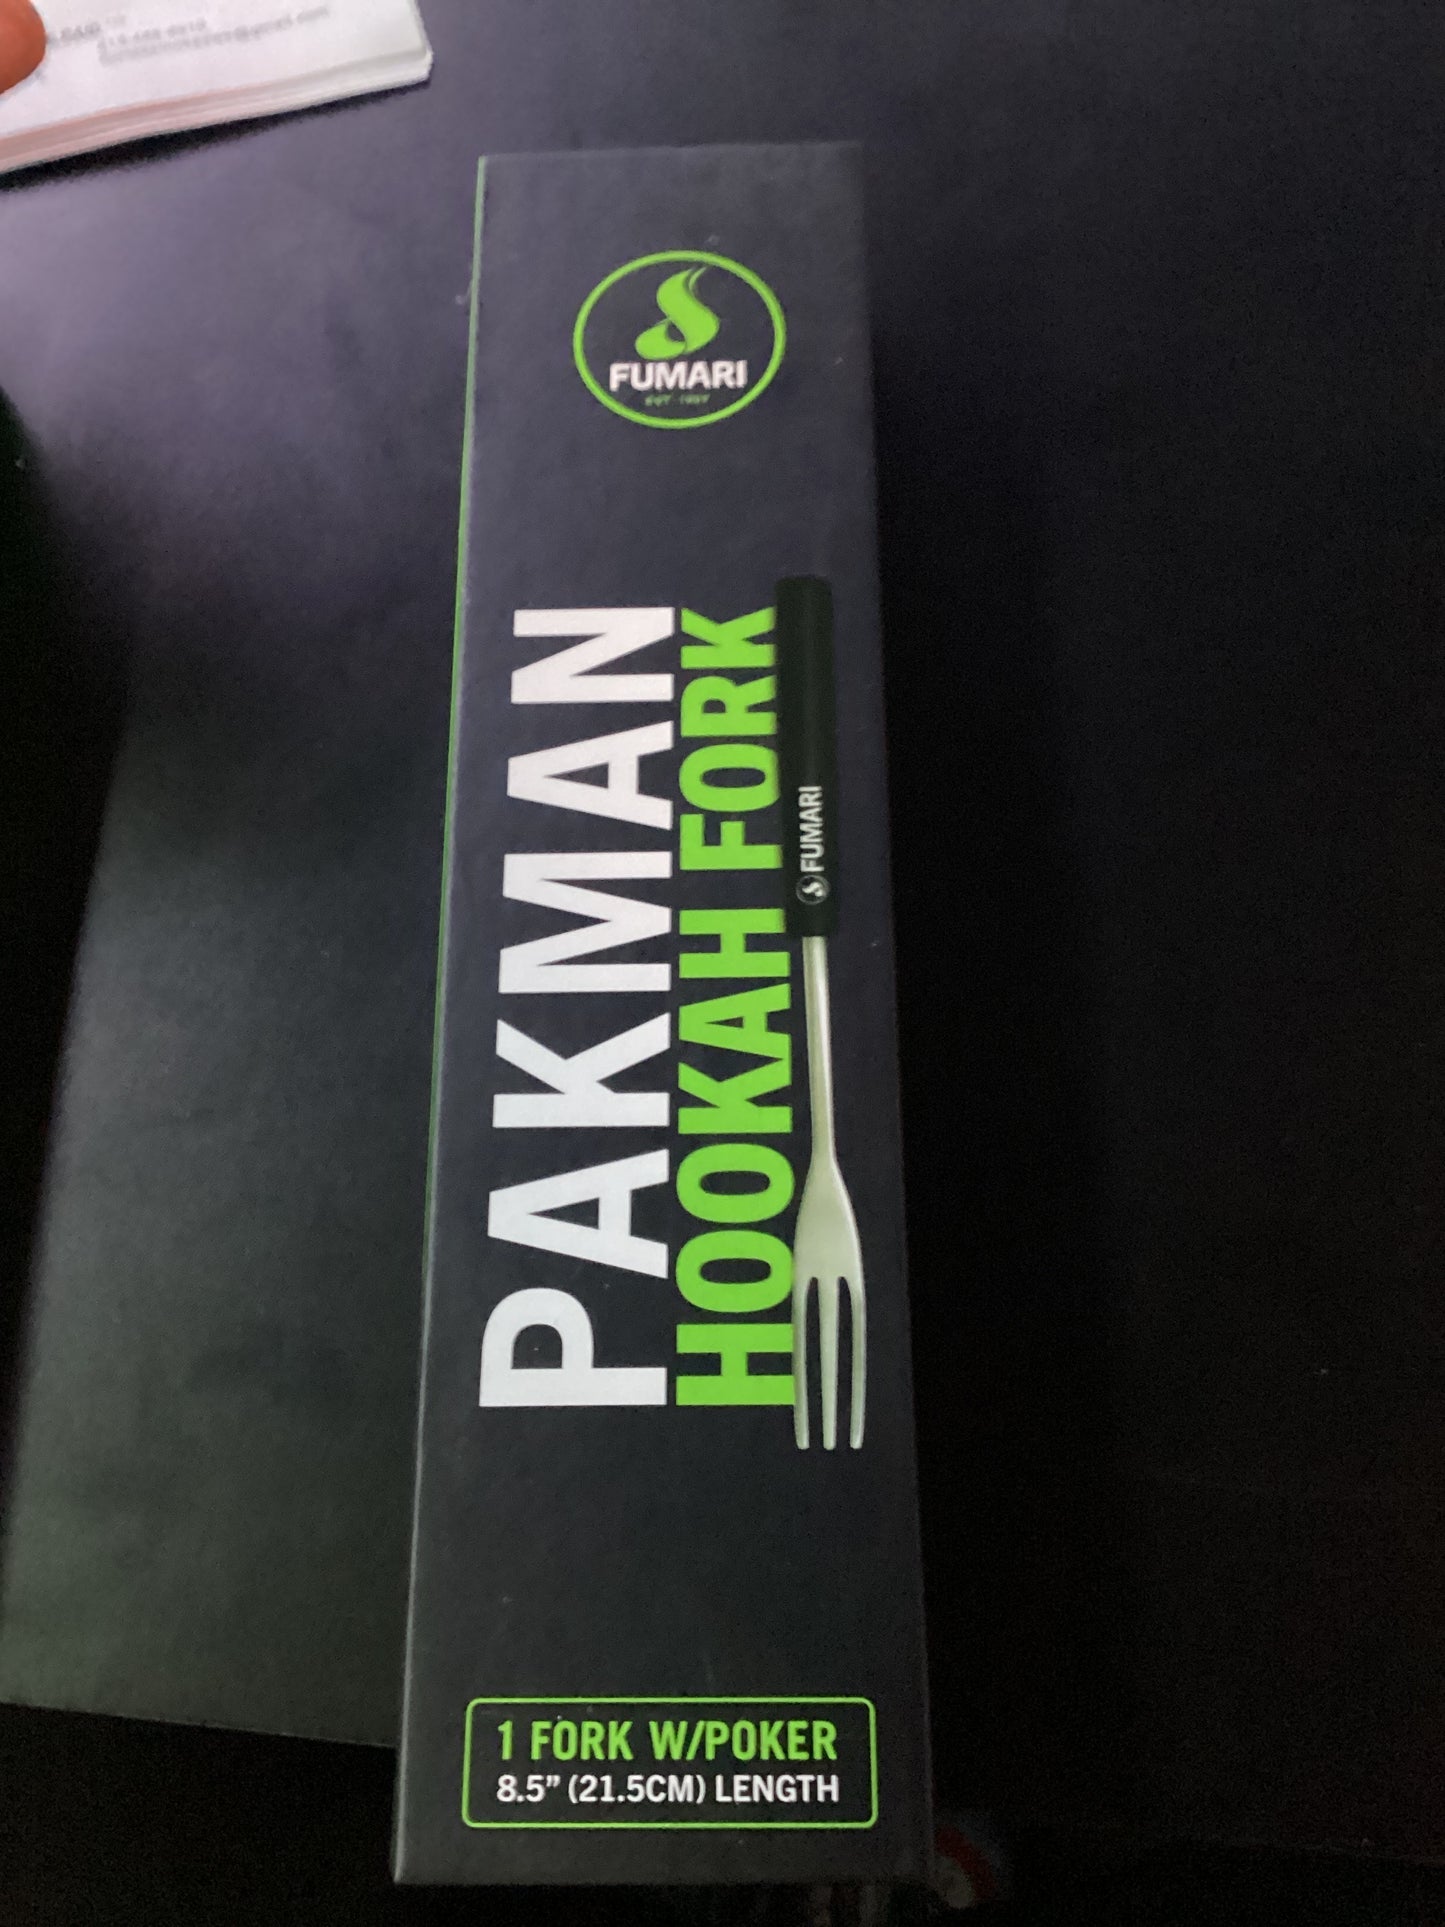 FUMARI
PAKMAN
HOOKAH FORK
FUMARI
1 FORK W/POKER
8.5” (21.5CM) LENGTH